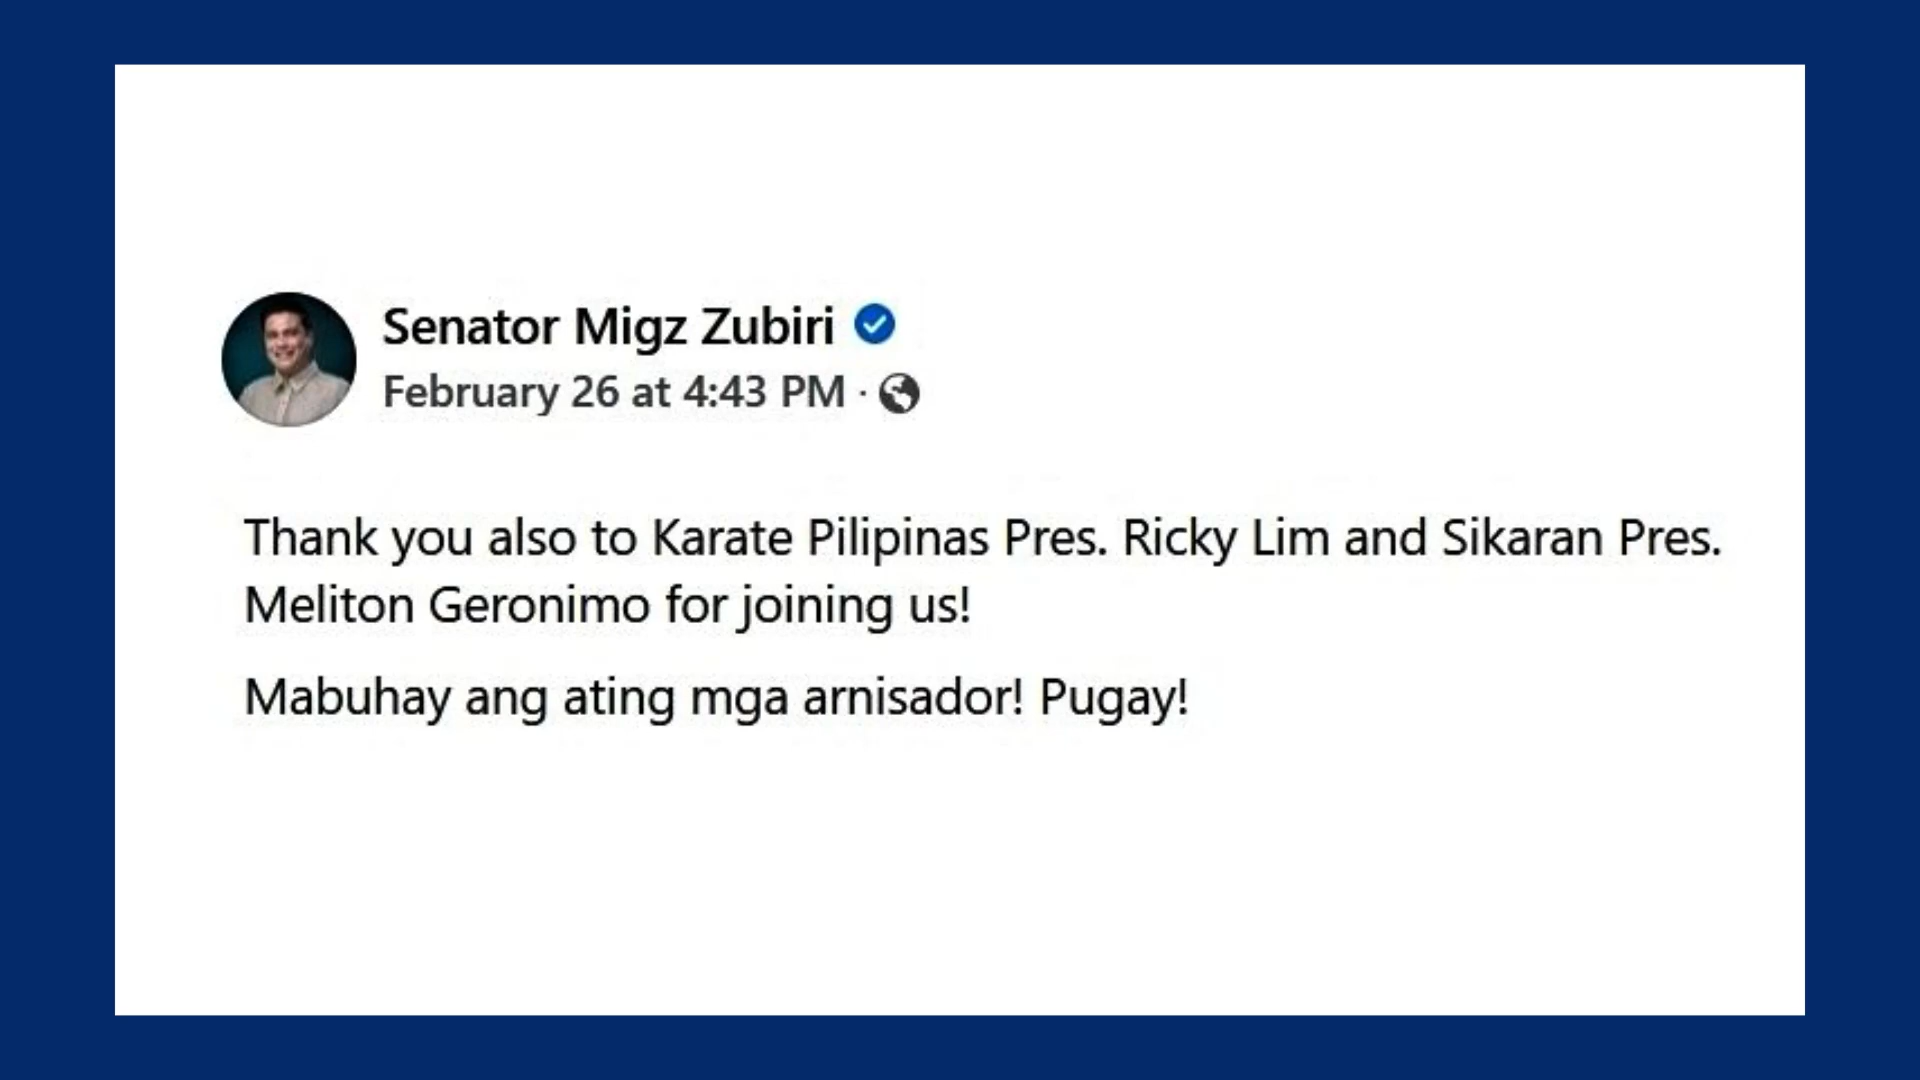 Senator Migz Zubiri
February 26 at 4:43 PM ·
Thank you also to Karate Pilipinas Pres. Ricky Lim and Sikaran Pres.
Meliton Geronimo for joining us!
Mabuhay ang ating mga arnisador! Pugay!